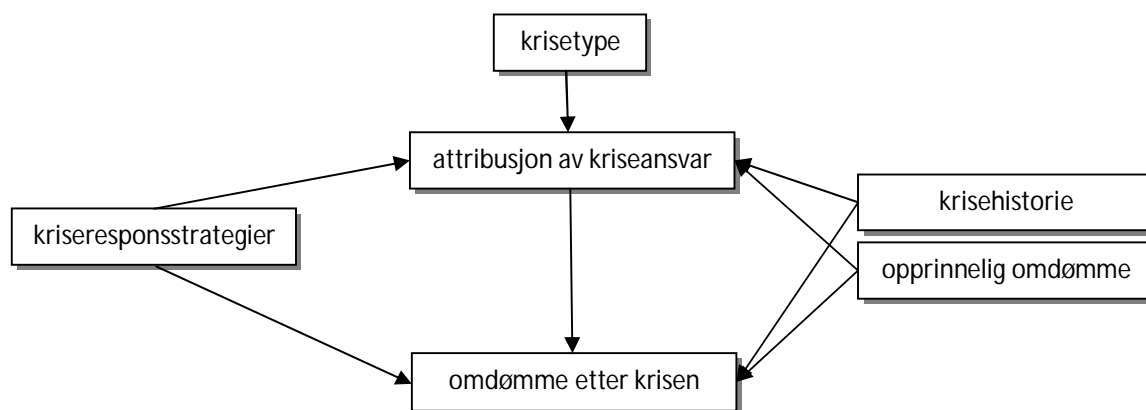 krisetype
attribusjon av kriseansvar
krisehistorie
kriseresponsstrategier
opprinnelig omdømme
omdømme etter krisen